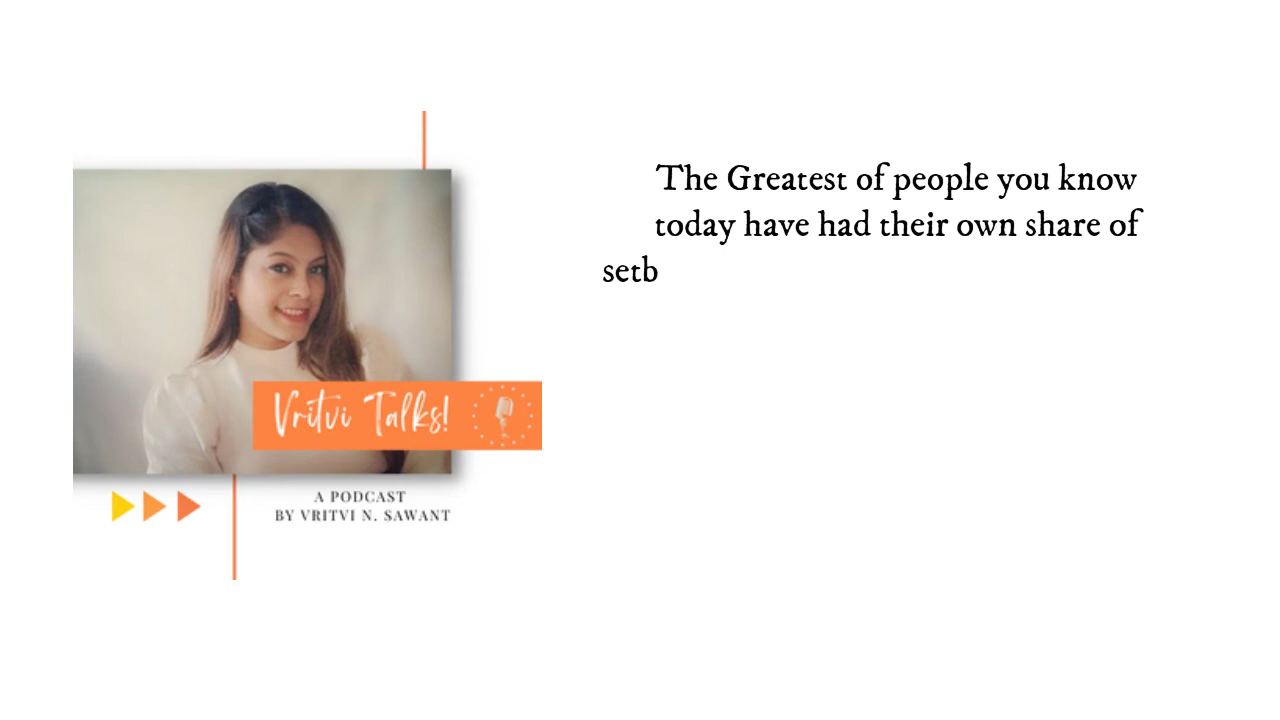 The Greatest of people you know
today have had their own share of
setb
Vritvi Talks!
A PODCAST
BY VRITVI N. SAWANT